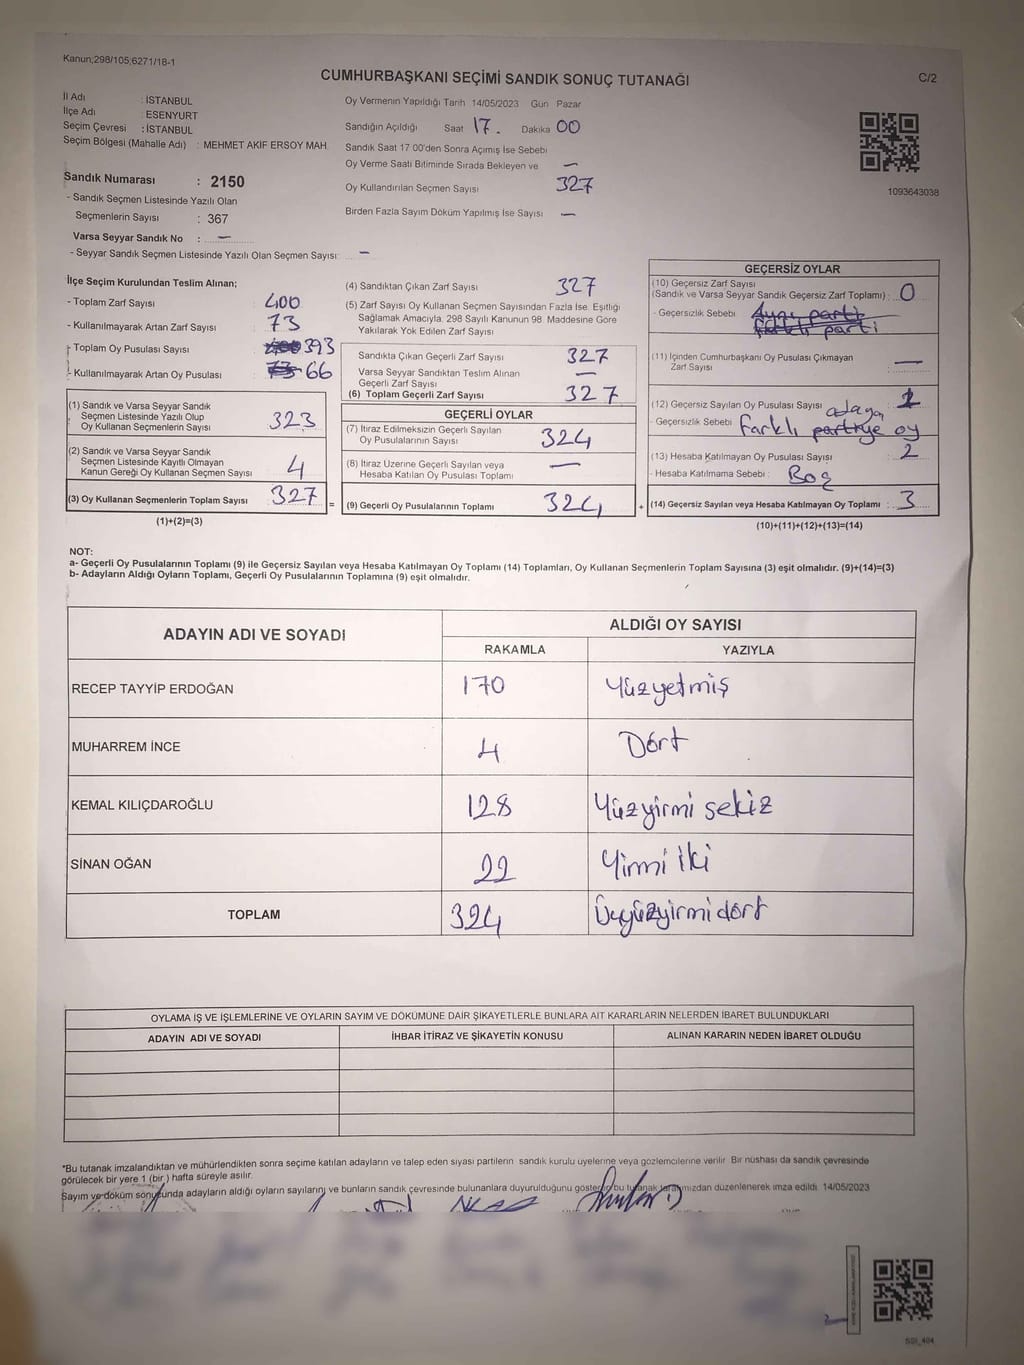 Kanun;298/105,6271/18-1
CUMHURBAŞKANI SEÇİMİ SANDIK SONUÇ TUTANAĞI
C/2
İl Adı : İSTANBUL
İlçe Adı : ESENYURT
Seçim Çevresi : İSTANBUL
Seçim Bölgesi (Mahalle Adı) : MEHMET AKİF ERSOY MAH.
Sandık Numarası : 2150
- Sandık Seçmen Listesinde Yazılı Olan
Seçmenlerin Sayısı : 367
Varsa Seyyar Sandık No : —
- Seyyar Sandık Seçmen Listesinde Yazılı Olan Seçmen Sayısı: —
Oy Vermenin Yapıldığı Tarih 14/05/2023 Gün Pazar
Sandığın Açıldığı Saat 17. Dakika 00
Sandık Saat 17 00'den Sonra Açımış İse Sebebi
Oy Verme Saati Bitiminde Sırada Bekleyen ve —
Oy Kullandırılan Seçmen Sayısı 327
Birden Fazla Sayım Döküm Yapılmış İse Sayısı —
1093643038
İlçe Seçim Kurulundan Teslim Alınan;
- Toplam Zarf Sayısı 400
- Kullanılmayarak Artan Zarf Sayısı 73
- Toplam Oy Pusulası Sayısı 400 393
- Kullanılmayarak Artan Oy Pusulası 73 66
(1) Sandık ve Varsa Seyyar Sandık
Seçmen Listesinde Yazılı Olup
Oy Kullanan Seçmenlerin Sayısı 323
(2) Sandık ve Varsa Seyyar Sandık
Seçmen Listesinde Kayıtlı Olmayan
Kanun Gereği Oy Kullanan Seçmen Sayısı 4
(3) Oy Kullanan Seçmenlerin Toplam Sayısı 327 =
(1)+(2)=(3)
(4) Sandıktan Çıkan Zarf Sayısı 327
(5) Zarf Sayısı Oy Kullanan Seçmen Sayısından Fazla İse, Eşitliği
Sağlamak Amacıyla, 298 Sayılı Kanunun 98. Maddesine Göre
Yakılarak Yok Edilen Zarf Sayısı
Sandıkta Çıkan Geçerli Zarf Sayısı 327
Varsa Seyyar Sandıktan Teslim Alınan —
Geçerli Zarf Sayısı
(6) Toplam Geçerli Zarf Sayısı 327
GEÇERLİ OYLAR
(7) İtiraz Edilmeksizin Geçerli Sayılan
Oy Pusulalarının Sayısı 324
(8) İtiraz Üzerine Geçerli Sayılan veya —
Hesaba Katılan Oy Pusulası Toplamı
(9) Geçerli Oy Pusulalarının Toplamı 324 +
GEÇERSİZ OYLAR
(10) Geçersiz Zarf Sayısı
(Sandık ve Varsa Seyyar Sandık Geçersiz Zarf Toplamı) : 0
- Geçersizlik Sebebi : Aynı parti
farklı parti
(11) İçinden Cumhurbaşkanı Oy Pusulası Çıkmayan
Zarf Sayısı : —
(12) Geçersiz Sayılan Oy Pusulası Sayısı : 1
- Geçersizlik Sebebi farklı partiye oy
(13) Hesaba Katılmayan Oy Pusulası Sayısı : 2
- Hesaba Katılmama Sebebi : Boş
(14) Geçersiz Sayılan veya Hesaba Katılmayan Oy Toplamı : 3
(10)+(11)+(12)+(13)=(14)
NOT:
a- Geçerli Oy Pusulalarının Toplamı (9) ile Geçersiz Sayılan veya Hesaba Katılmayan Oy Toplamı (14) Toplamları, Oy Kullanan Seçmenlerin Toplam Sayısına (3) eşit olmalıdır. (9)+(14)=(3)
b- Adayların Aldığı Oyların Toplamı, Geçerli Oy Pusulalarının Toplamına (9) eşit olmalıdır.
ADAYIN ADI VE SOYADI
ALDIĞI OY SAYISI
RAKAMLA YAZIYLA
RECEP TAYYİP ERDOĞAN 170 Yüzyetmiş
MUHARREM İNCE 4 Dört
KEMAL KILIÇDAROĞLU 128 Yüzyirmi sekiz
SİNAN OĞAN 22 Yirmi iki
TOPLAM 324 Üçyüzyirmi dört
OYLAMA İŞ VE İŞLEMLERİNE VE OYLARIN SAYIM VE DÖKÜMÜNE DAİR ŞİKAYETLERLE BUNLARA AİT KARARLARIN NELERDEN İBARET BULUNDUKLARI
ADAYIN ADI VE SOYADI İHBAR İTİRAZ VE ŞİKAYETİN KONUSU ALINAN KARARIN NEDEN İBARET OLDUĞU
*Bu tutanak imzalandıktan ve mühürlendikten sonra seçime katılan adayların ve talep eden siyasi partilerin sandık kurulu üyelerine veya gözlemcilerine verilir. Bir nüshası da sandık çevresinde
görülecek bir yere 1 (bir ) hafta süreyle asılır.
Sayım ve döküm sonucunda adayların aldığı oyların sayılarını ve bunların sandık çevresinde bulunanlara duyurulduğunu gösterir bu tutanak tarafımızdan düzenlenerek imza edildi. 14/05/2023